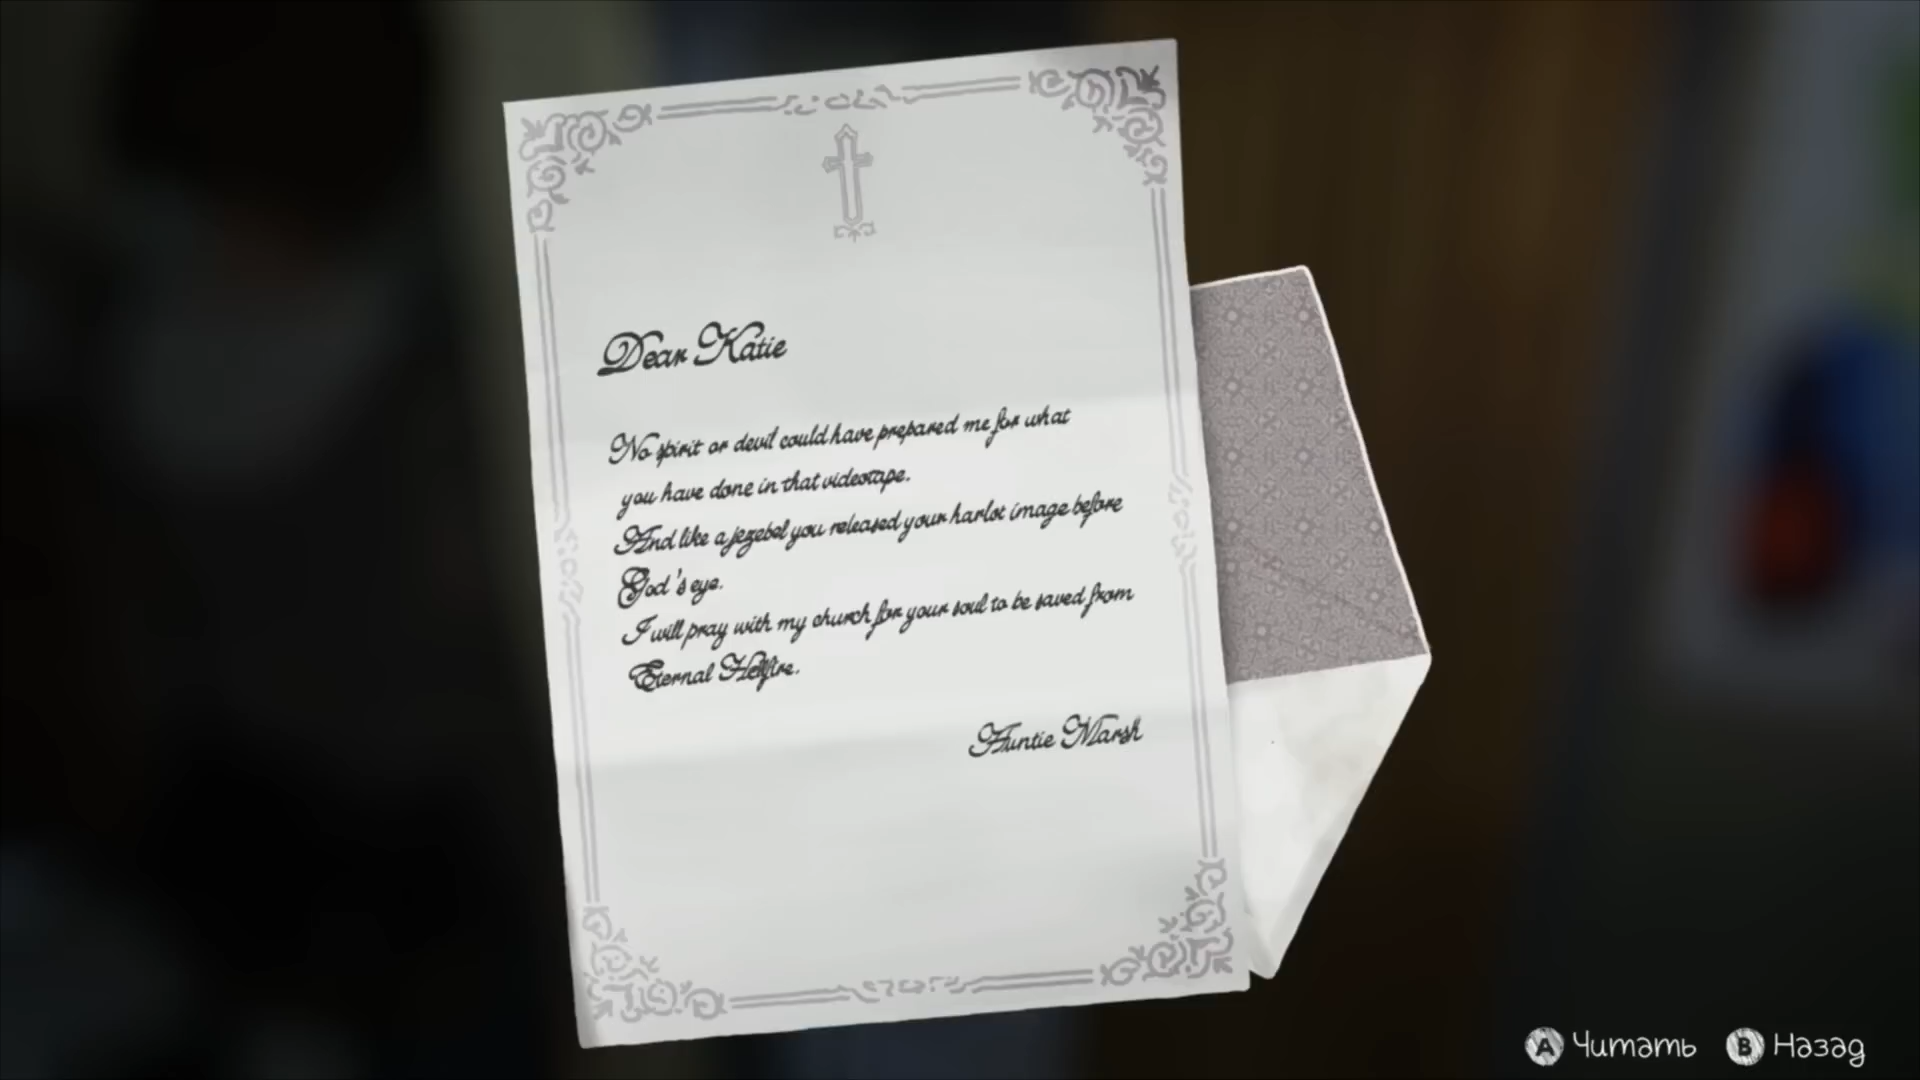 Dear Katie
No spirit or devil could have prepared me for what
you have done in that videotape.
And like a jezebel you released your harlot image before
God's eye.
I will pray with my church for your soul to be saved from
Eternal Hellfire.
Auntie Marsh
A Читать B Назад